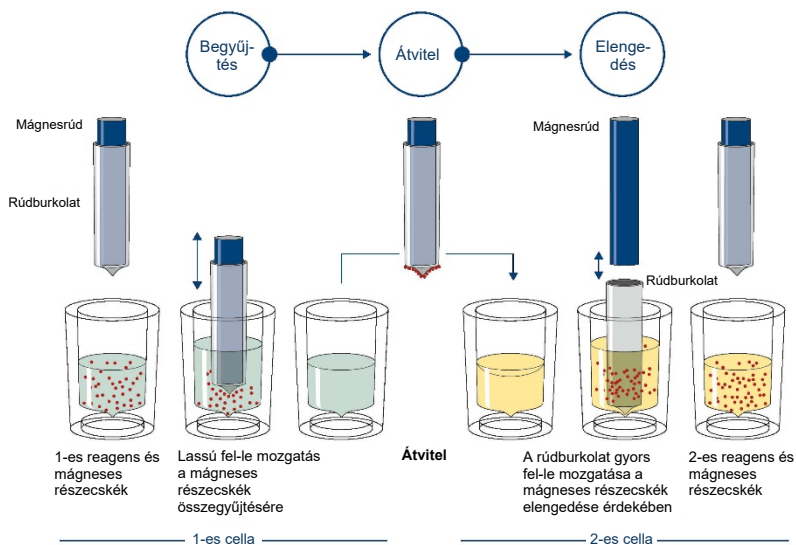 Begyűj-
tés
Átvitel
Elenge-
dés
Mágnesrúd
Mágnesrúd
Rúdburkolat
Rúdburkolat
1-es reagens és
mágneses
részecskék
Lassú fel-le mozgatás
a mágneses
részecskék
összegyűjtésére
Átvitel
A rúdburkolat gyors
fel-le mozgatása a
mágneses részecskék
elengedése érdekében
2-es reagens és
mágneses
részecskék
1-es cella
2-es cella